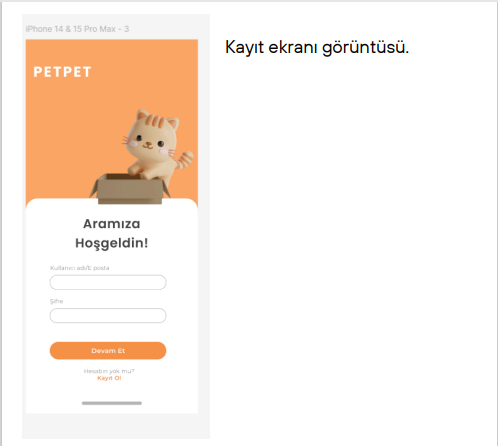 iPhone 14 & 15 Pro Max - 3
Kayıt ekranı görüntüsü.
PETPET
Aramıza
Hoşgeldin!
Kullanıcı adı/E posta
Şifre
Devam Et
Hesabın yok mu?
Kayıt Ol